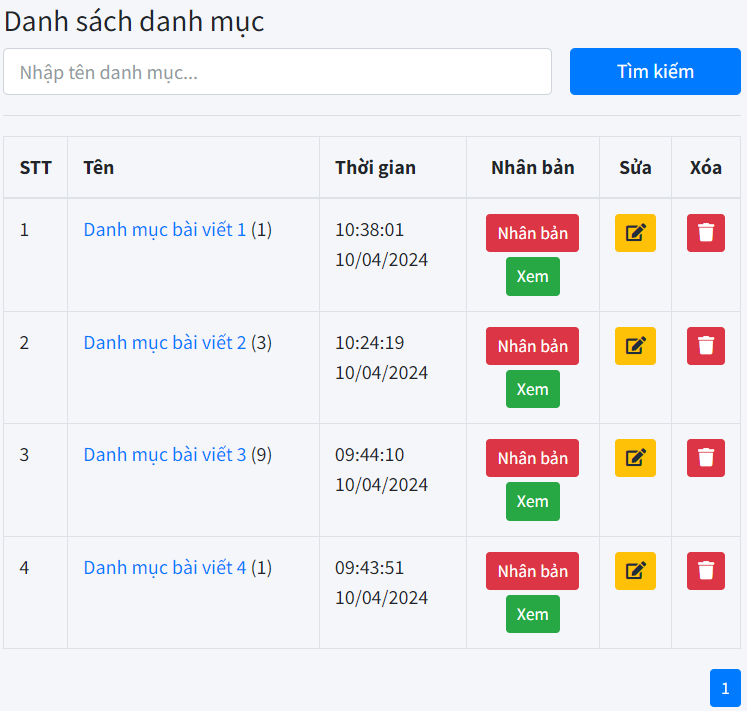 Danh sách danh mục
Nhập tên danh mục...
Tìm kiếm
STT Tên Thời gian Nhân bản Sửa Xóa
1 Danh mục bài viết 1 (1) 10:38:01 Nhân bản
10/04/2024 Xem
2 Danh mục bài viết 2 (3) 10:24:19 Nhân bản
10/04/2024 Xem
3 Danh mục bài viết 3 (9) 09:44:10 Nhân bản
10/04/2024 Xem
4 Danh mục bài viết 4 (1) 09:43:51 Nhân bản
10/04/2024 Xem
1